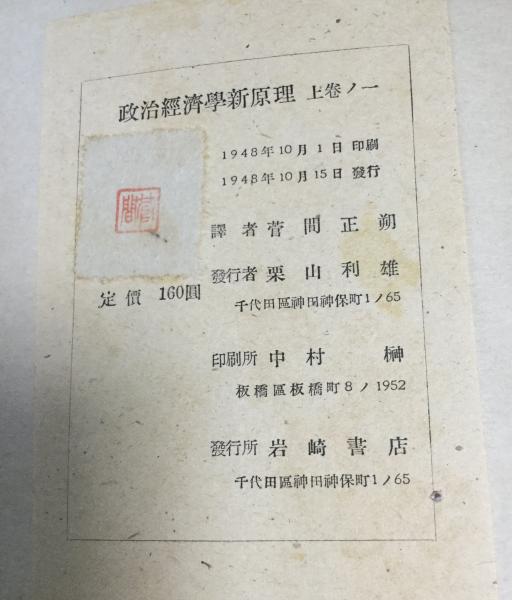 政治經濟學新原理 上卷ノ一
1948年10月1日 印刷
1948年10月15日 發行
菅間
譯者 菅間正朔
定價 160圓
發行者 栗山利雄
千代田區神田神保町1ノ65
印刷所 中村榊
板橋區板橋町8ノ1952
發行所 岩崎書店
千代田區神田神保町1ノ65